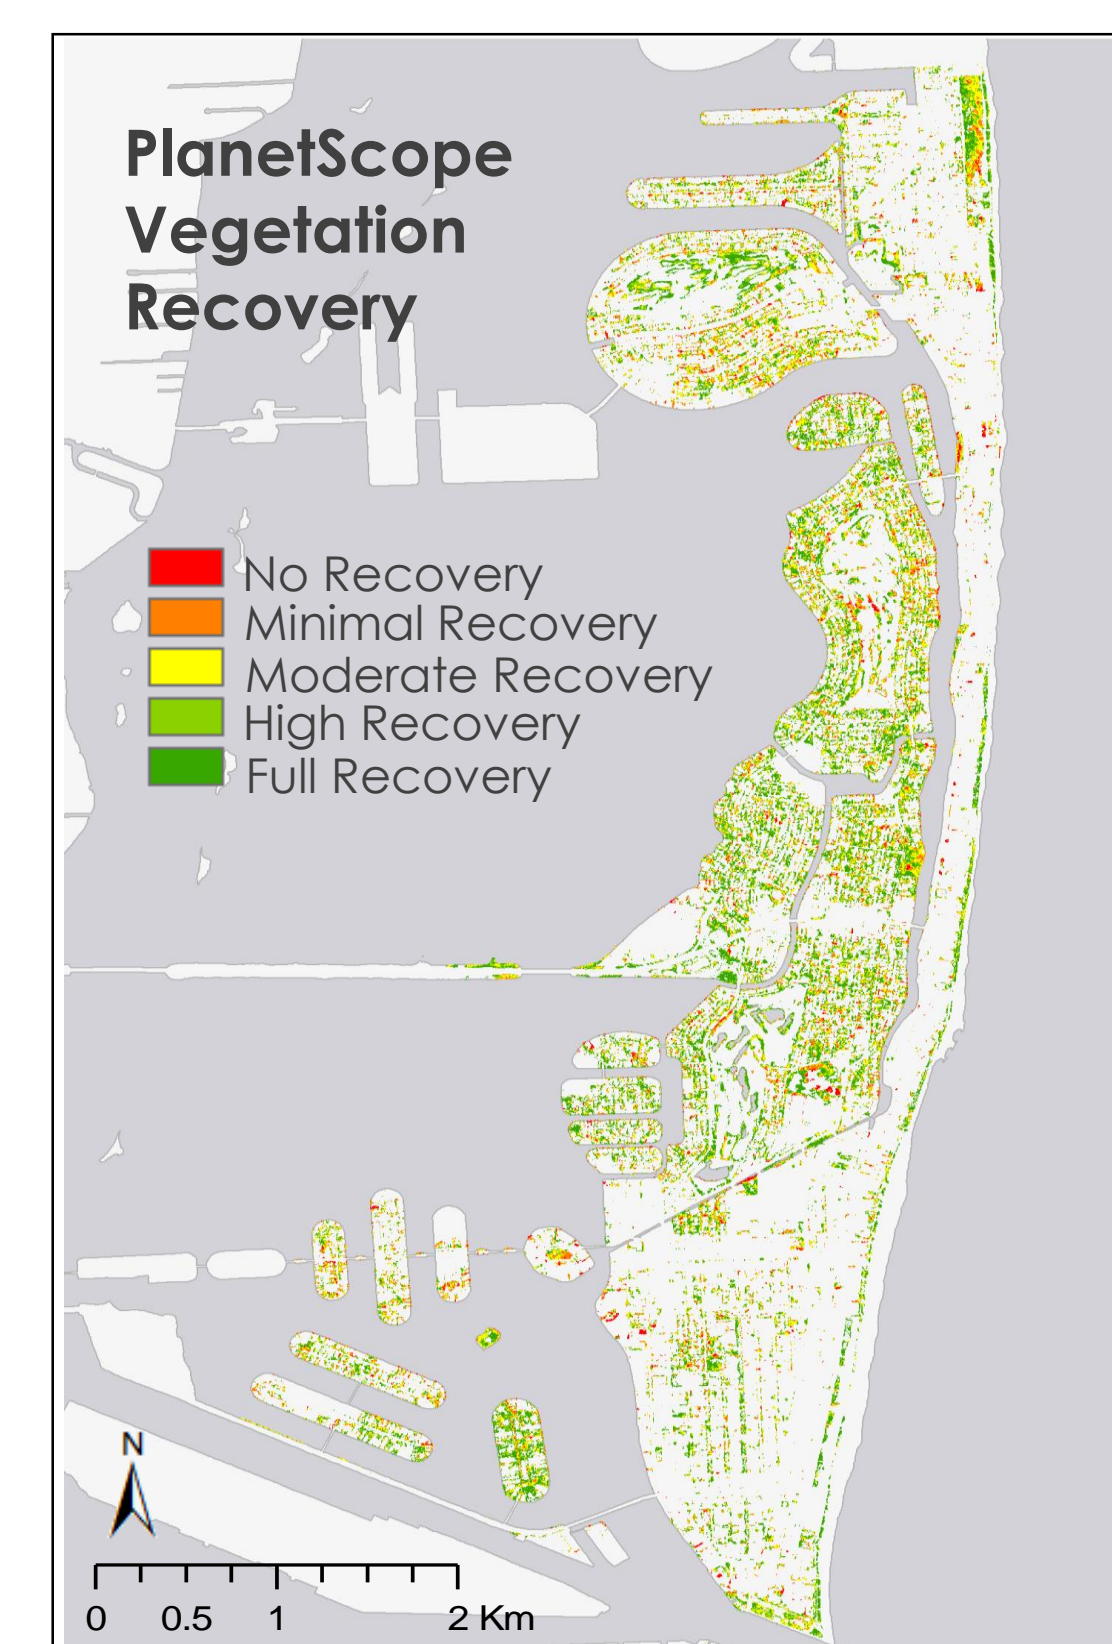 PlanetScope
Vegetation
Recovery
No Recovery
Minimal Recovery
Moderate Recovery
High Recovery
Full Recovery
N
0 0.5 1 2 Km